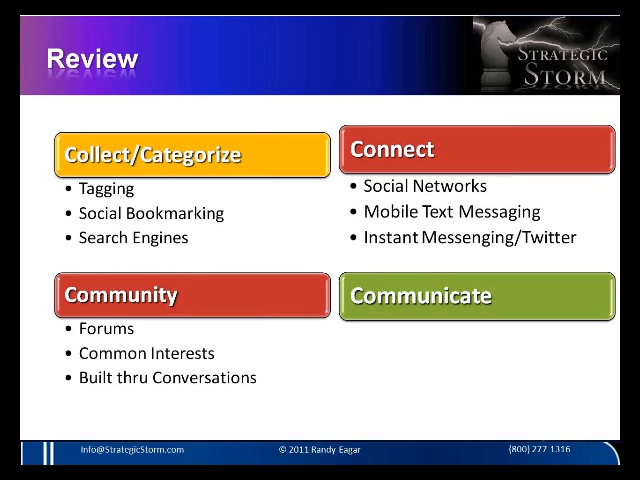 Review
STRATEGIC
STORM
Collect/Categorize
• Tagging
• Social Bookmarking
• Search Engines
Connect
• Social Networks
• Mobile Text Messaging
• Instant Messenging/Twitter
Community
• Forums
• Common Interests
• Built thru Conversations
Communicate
Info@StrategicStorm.com
© 2011 Randy Eagar
(800) 277 1316